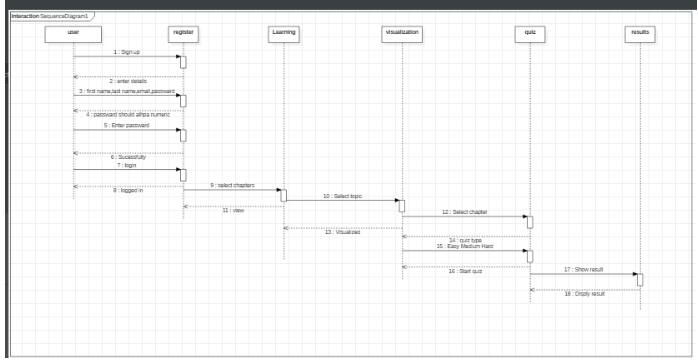 interaction SequenceDiagram1
user
register
Learning
visualization
quiz
results
1 : Sign up
2 : enter details
3 : first name,last name,email,password
4 : password should alhpa numeric
5 : Enter password
6 : Sucessfully
7 : login
8 : logged in
9 : select chapters
10 : Select topic
11 : view
12 : Select chapter
13 : Visualized
14 : quiz type
15 : Easy Medium Hard
16 : Start quiz
17 : Show result
18 : Disply result